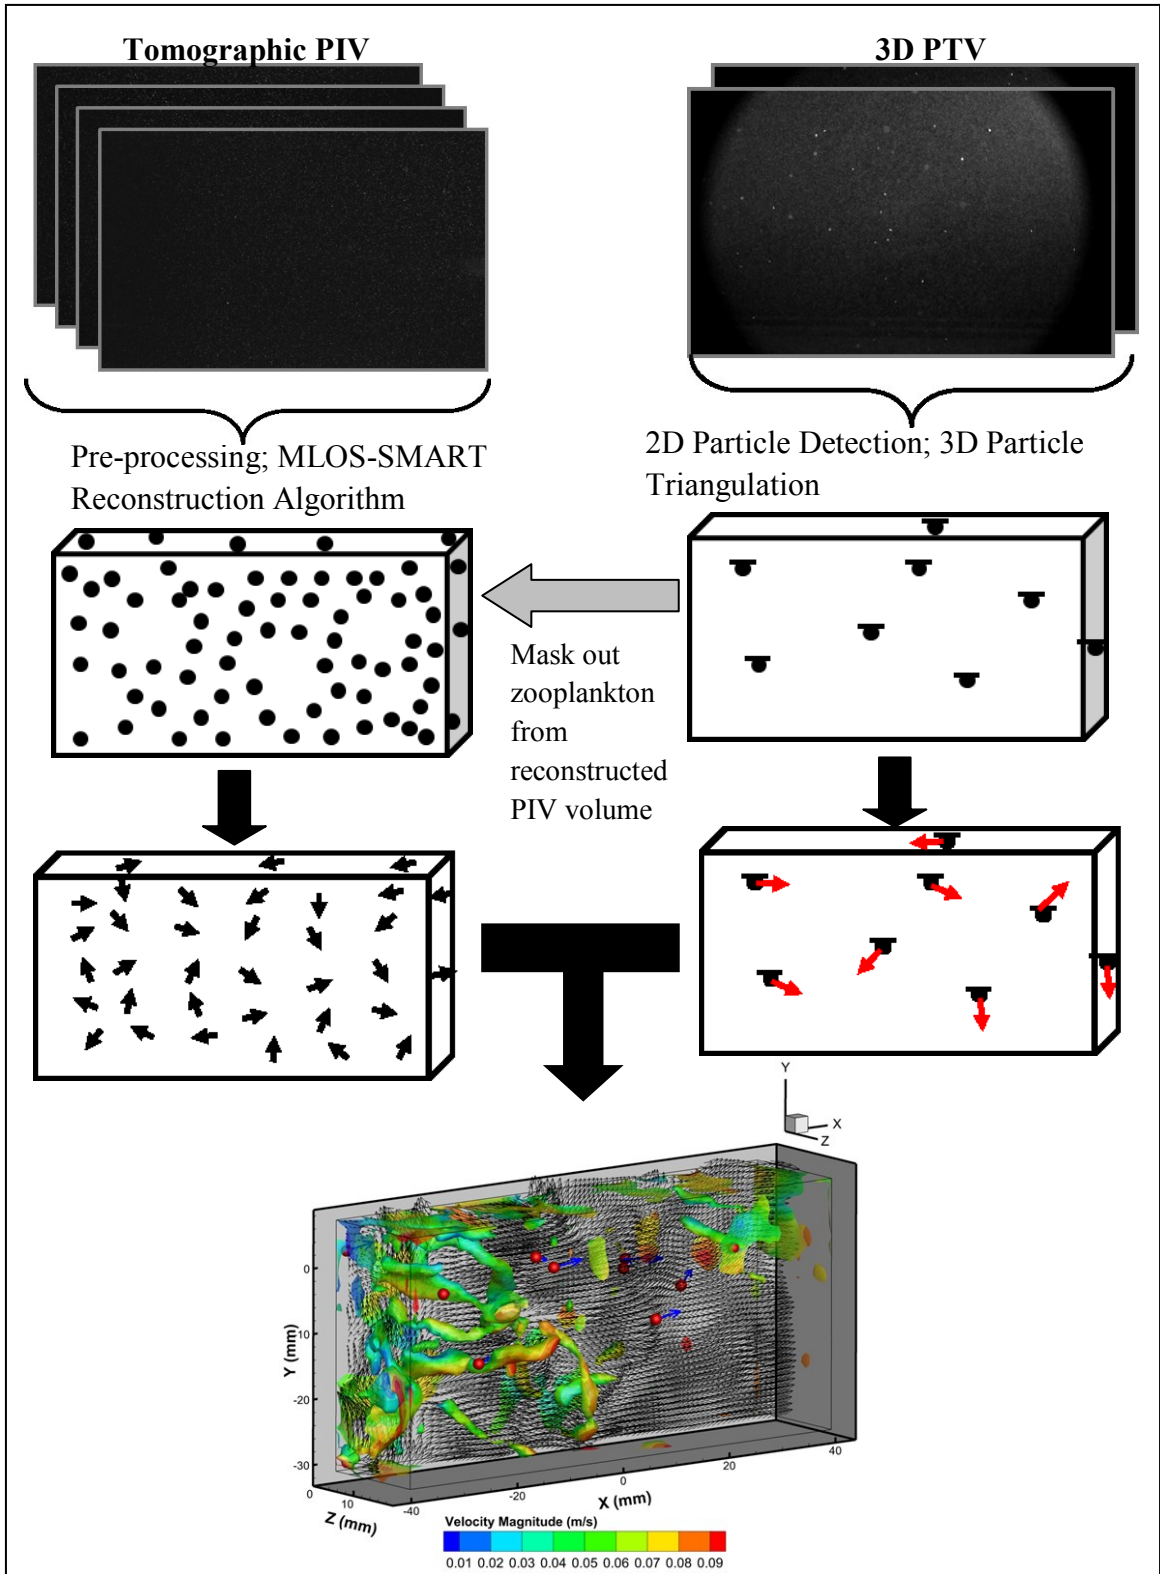 Tomographic PIV
3D PTV
Pre-processing; MLOS-SMART
Reconstruction Algorithm
2D Particle Detection; 3D Particle
Triangulation
Mask out
zooplankton
from
reconstructed
PIV volume
Y
X
Z
0
-10
-20
-30
Y (mm)
0
10
Z (mm)
-40
-20
0
20
40
X (mm)
Velocity Magnitude (m/s)
0.01 0.02 0.03 0.04 0.05 0.06 0.07 0.08 0.09